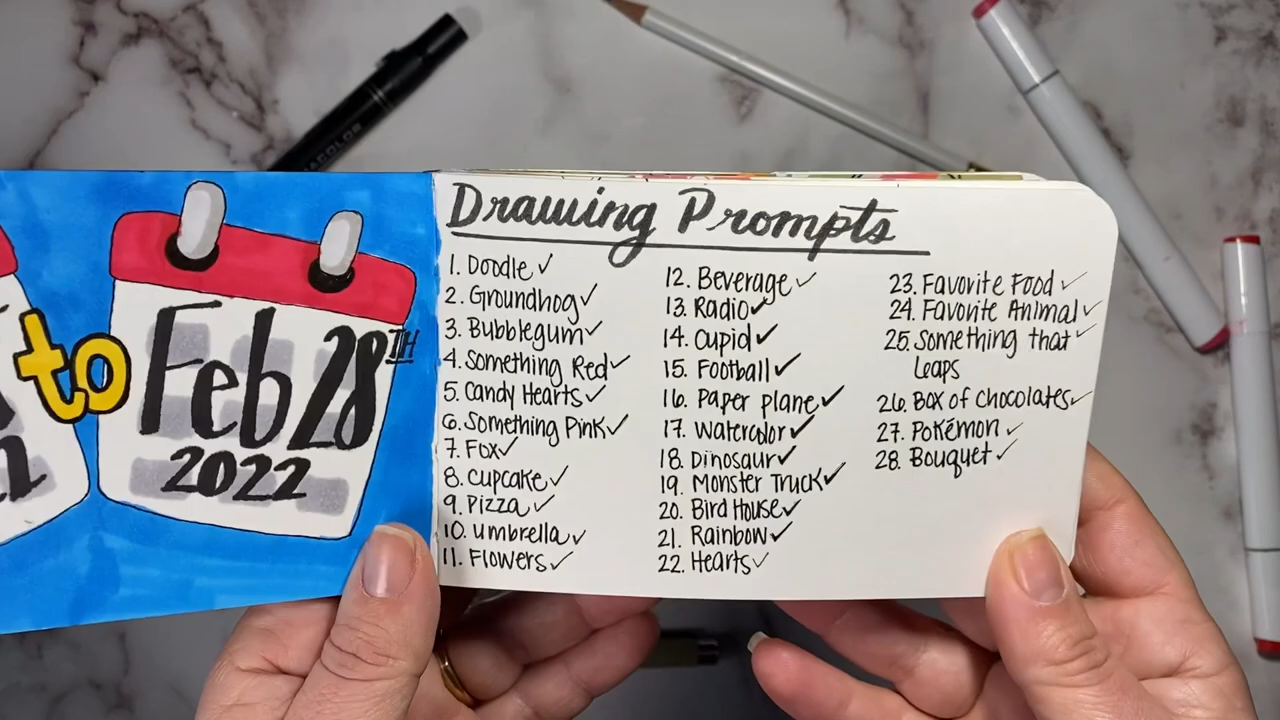 to
Feb 28TH
2022
Drawing Prompts
1. Doodle ✓
2. Groundhog ✓
3. Bubblegum ✓
4. Something Red ✓
5. Candy Hearts ✓
6. Something Pink ✓
7. Fox ✓
8. Cupcake ✓
9. Pizza ✓
10. Umbrella ✓
11. Flowers ✓
12. Beverage ✓
13. Radio ✓
14. Cupid ✓
15. Football ✓
16. Paper plane ✓
17. Watercolor ✓
18. Dinosaur ✓
19. Monster Truck ✓
20. Bird House ✓
21. Rainbow ✓
22. Hearts ✓
23. Favorite Food ✓
24. Favorite Animal ✓
25. Something that ✓
Leaps
26. Box of Chocolates ✓
27. Pokémon ✓
28. Bouquet ✓